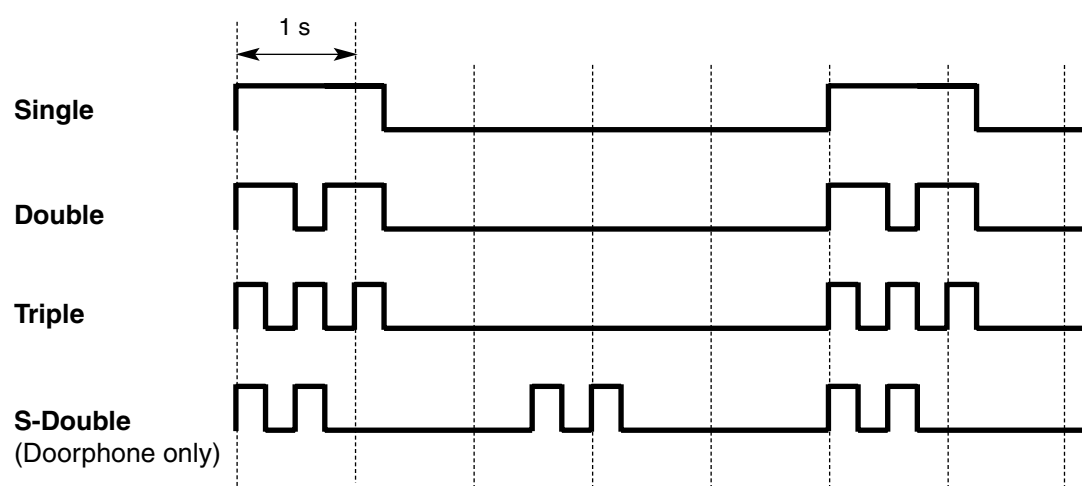 1 s
Single
Double
Triple
S-Double
(Doorphone only)